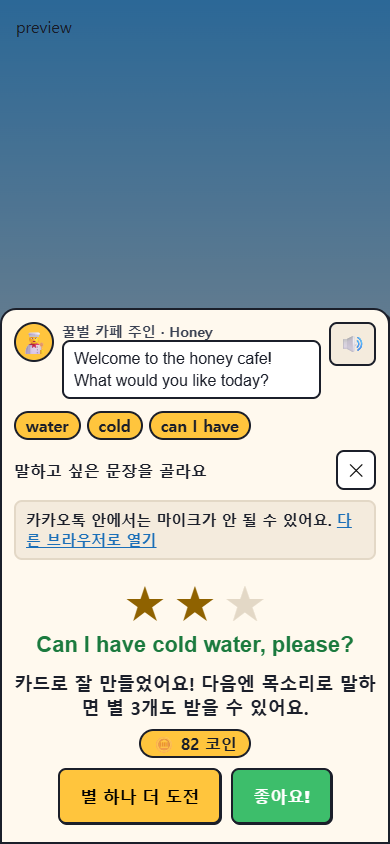 preview
꿀벌 카페 주인 · Honey
Welcome to the honey cafe!
What would you like today?
water
cold
can I have
말하고 싶은 문장을 골라요
카카오톡 안에서는 마이크가 안 될 수 있어요. 다
른 브라우저로 열기
Can I have cold water, please?
카드로 잘 만들었어요! 다음엔 목소리로 말하
면 별 3개도 받을 수 있어요.
82 코인
별 하나 더 도전
좋아요!